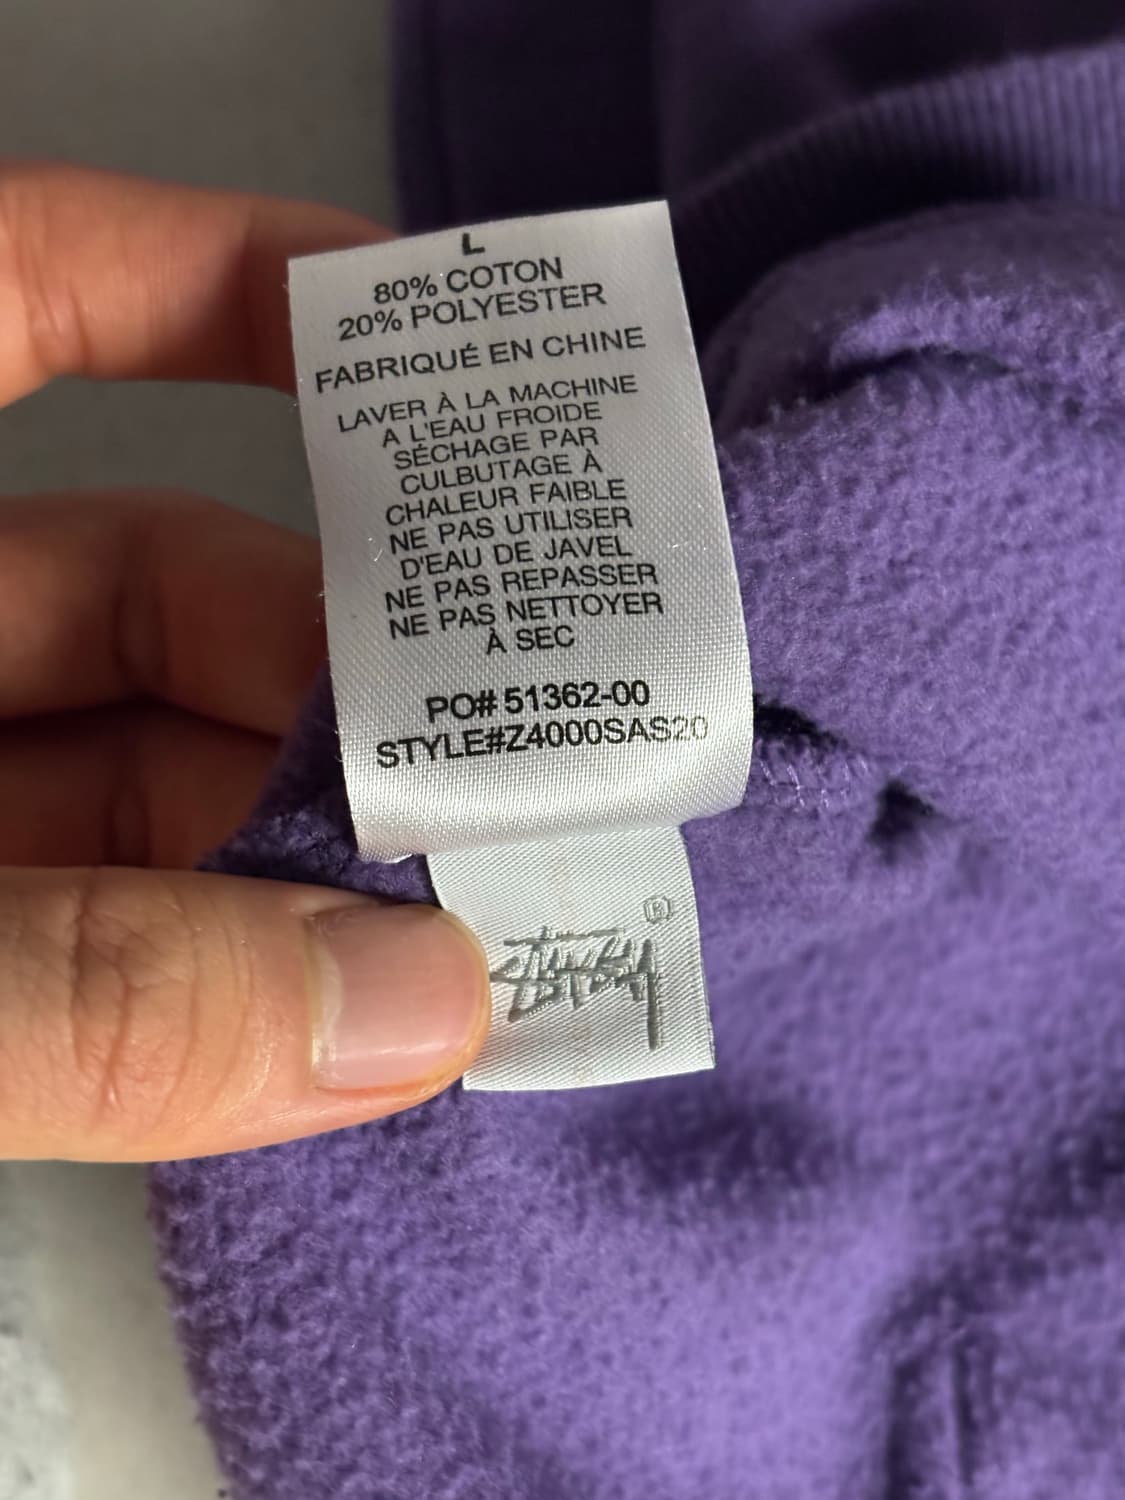 L
80% COTON
20% POLYESTER
FABRIQUÉ EN CHINE
LAVER À LA MACHINE
A L'EAU FROIDE
SÉCHAGE PAR
CULBUTAGE À
CHALEUR FAIBLE
NE PAS UTILISER
D'EAU DE JAVEL
NE PAS REPASSER
NE PAS NETTOYER
À SEC
PO# 51362-00
STYLE#Z4000SAS20
®
STÜSSY